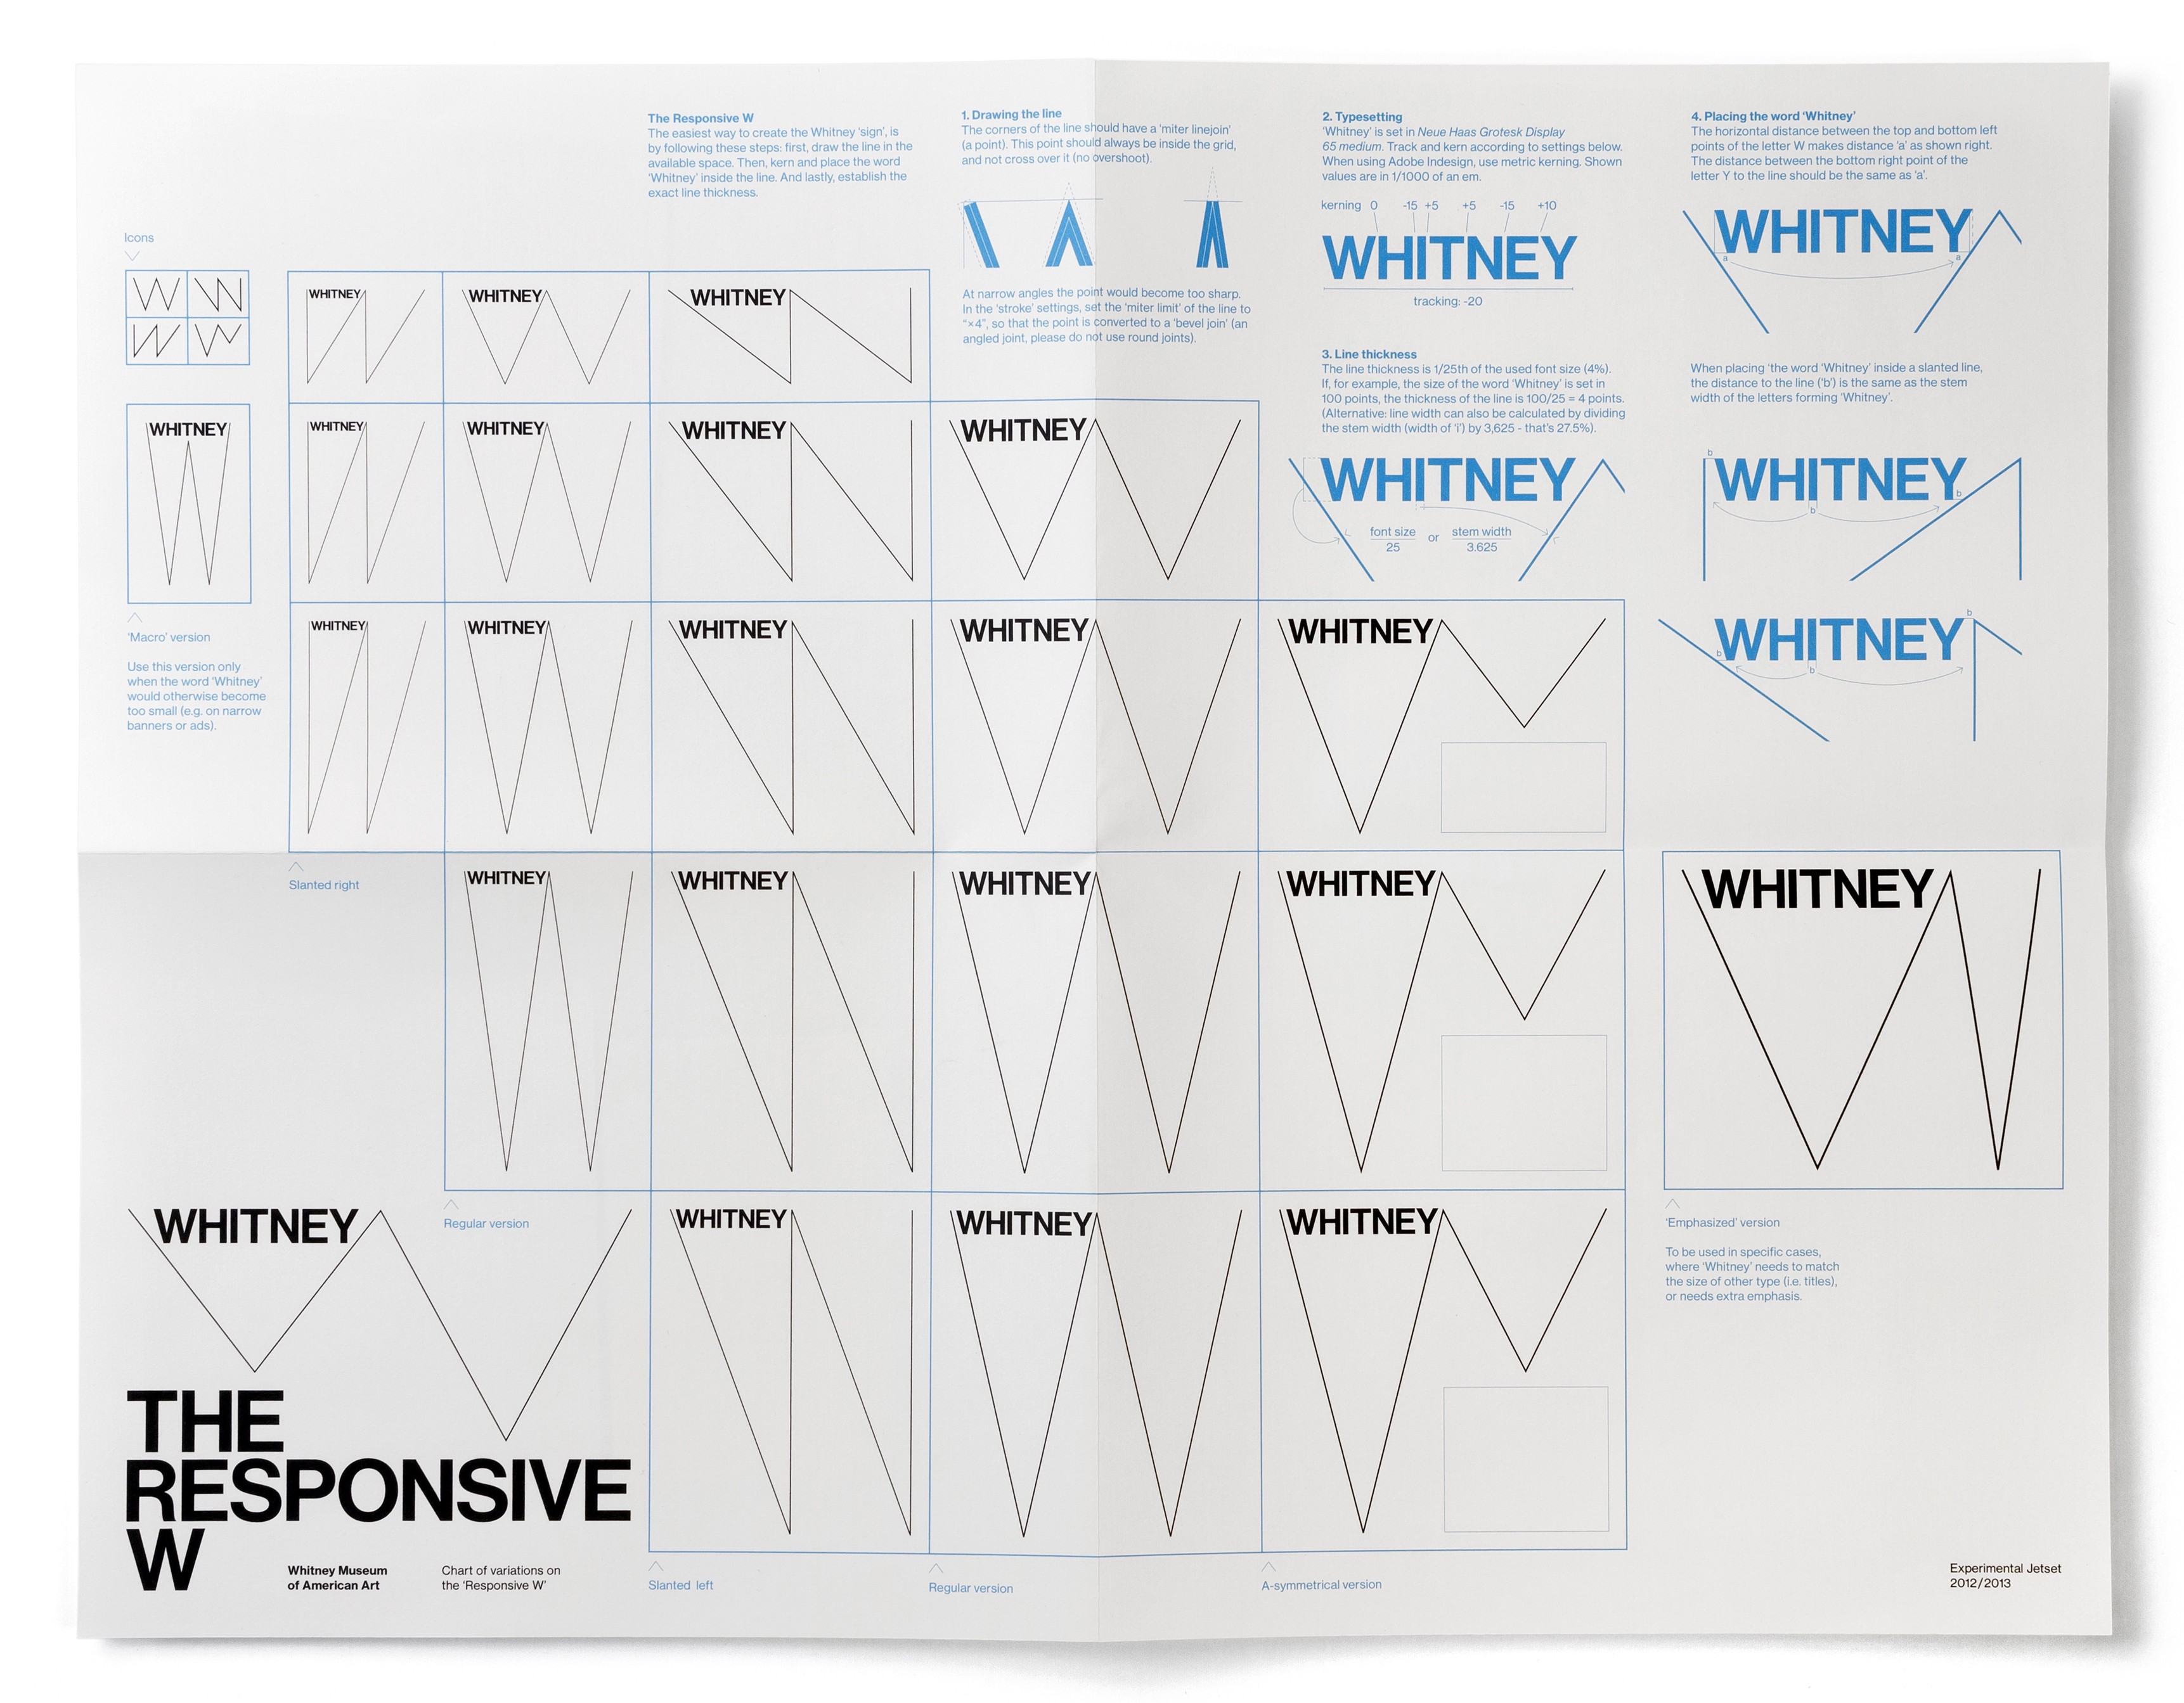 The Responsive W
The easiest way to create the Whitney ‘sign’, is
by following these steps: first, draw the line in the
available space. Then, kern and place the word
‘Whitney’ inside the line. And lastly, establish the
exact line thickness.
1. Drawing the line
The corners of the line should have a ‘miter linejoin’
(a point). This point should always be inside the grid,
and not cross over it (no overshoot).
At narrow angles the point would become too sharp.
In the ‘stroke’ settings, set the ‘miter limit’ of the line to
“×4”, so that the point is converted to a ‘bevel join’ (an
angled joint, please do not use round joints).
2. Typesetting
‘Whitney’ is set in Neue Haas Grotesk Display
65 medium. Track and kern according to settings below.
When using Adobe Indesign, use metric kerning. Shown
values are in 1/1000 of an em.
kerning 0 -15 +5 +5 -15 +10
WHITNEY
tracking: -20
3. Line thickness
The line thickness is 1/25th of the used font size (4%).
If, for example, the size of the word ‘Whitney’ is set in
100 points, the thickness of the line is 100/25 = 4 points.
(Alternative: line width can also be calculated by dividing
the stem width (width of ‘i’) by 3,625 - that’s 27.5%).
WHITNEY
font size or stem width
25 3.625
4. Placing the word ‘Whitney’
The horizontal distance between the top and bottom left
points of the letter W makes distance ‘a’ as shown right.
The distance between the bottom right point of the
letter Y to the line should be the same as ‘a’.
WHITNEY
a a
When placing ‘the word ‘Whitney’ inside a slanted line,
the distance to the line (‘b’) is the same as the stem
width of the letters forming ‘Whitney’.
b
WHITNEY
b
b
b
WHITNEY
b
b
Icons
WHITNEY
‘Macro’ version
Use this version only
when the word ‘Whitney’
would otherwise become
too small (e.g. on narrow
banners or ads).
WHITNEY WHITNEY WHITNEY
WHITNEY WHITNEY WHITNEY WHITNEY
WHITNEY WHITNEY WHITNEY WHITNEY WHITNEY
Slanted right
WHITNEY WHITNEY WHITNEY WHITNEY
WHITNEY
Regular version
‘Emphasized’ version
To be used in specific cases,
where ‘Whitney’ needs to match
the size of other type (i.e. titles),
or needs extra emphasis.
WHITNEY WHITNEY WHITNEY
Slanted left
Regular version
A-symmetrical version
WHITNEY
THE
RESPONSIVE
W
Whitney Museum
of American Art
Chart of variations on
the ‘Responsive W’
Experimental Jetset
2012/2013